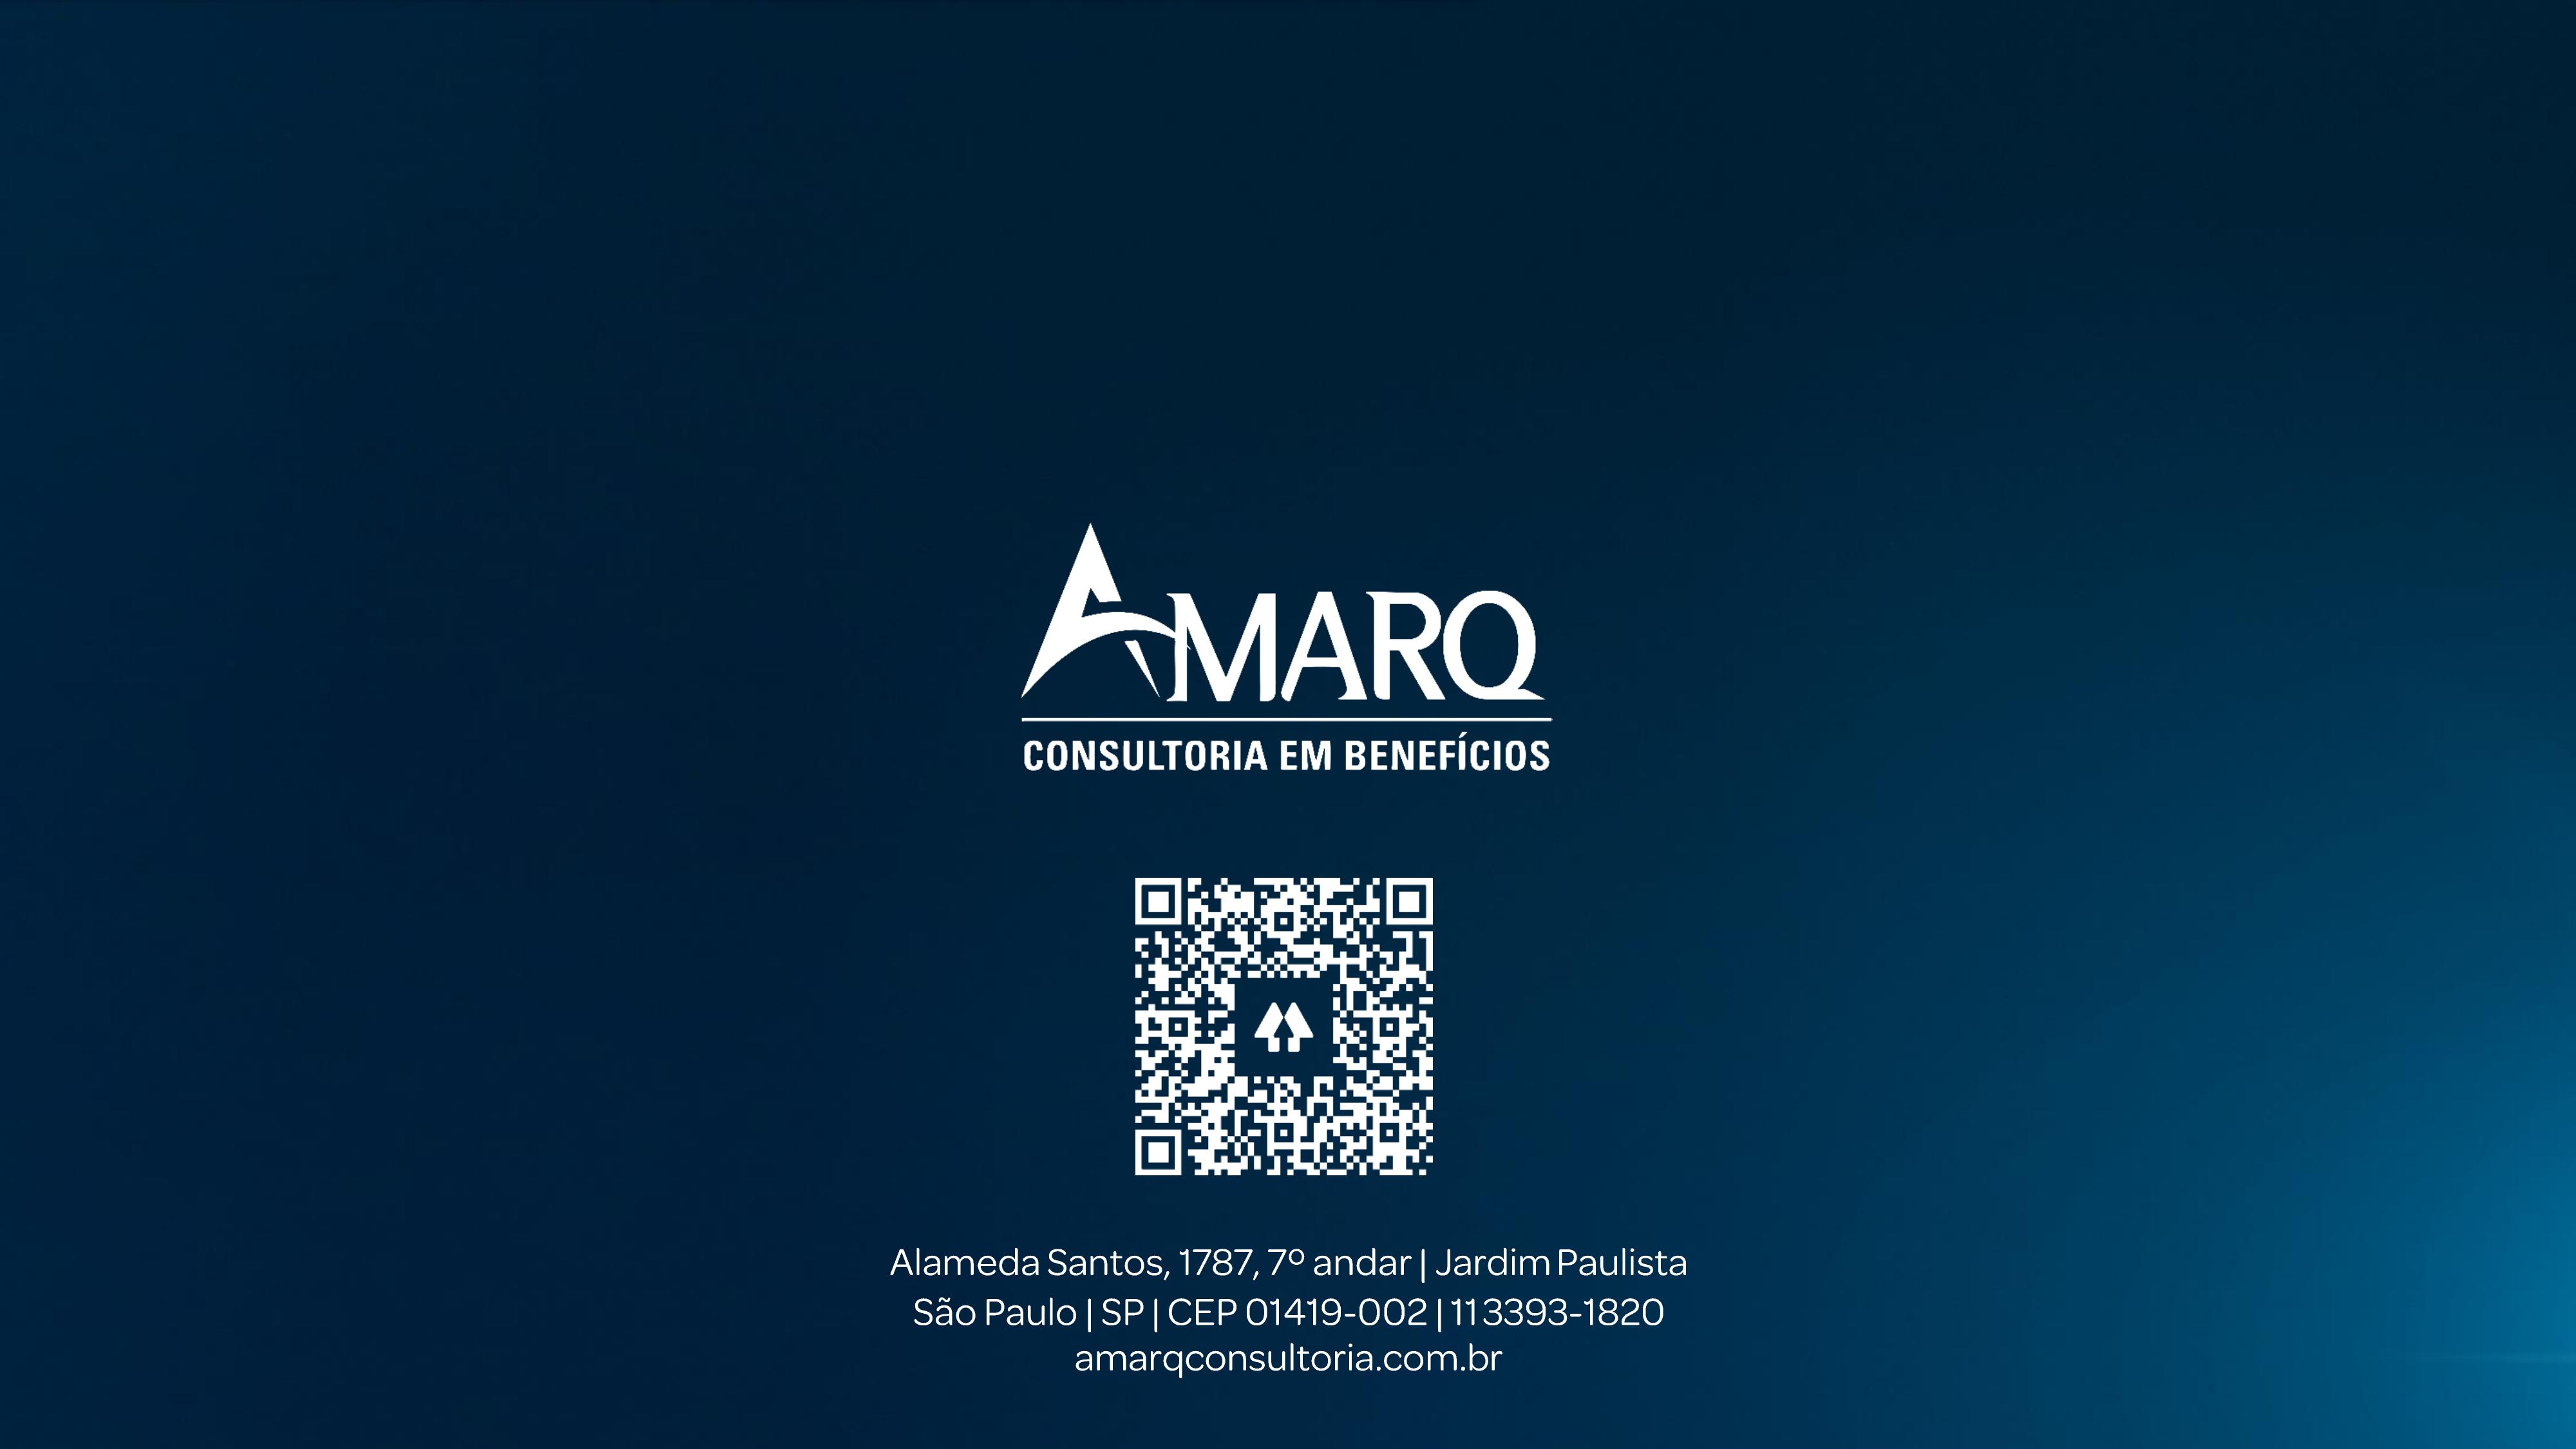 AMARQ
CONSULTORIA EM BENEFÍCIOS
Alameda Santos, 1787, 7º andar | Jardim Paulista
São Paulo | SP | CEP 01419-002 | 11 3393-1820
amarqconsultoria.com.br